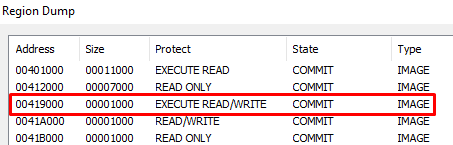 Region Dump
Address Size Protect State Type
00401000 00011000 EXECUTE READ COMMIT IMAGE
00412000 00007000 READ ONLY COMMIT IMAGE
00419000 00001000 EXECUTE READ/WRITE COMMIT IMAGE
0041A000 00001000 READ/WRITE COMMIT IMAGE
0041B000 00001000 READ ONLY COMMIT IMAGE